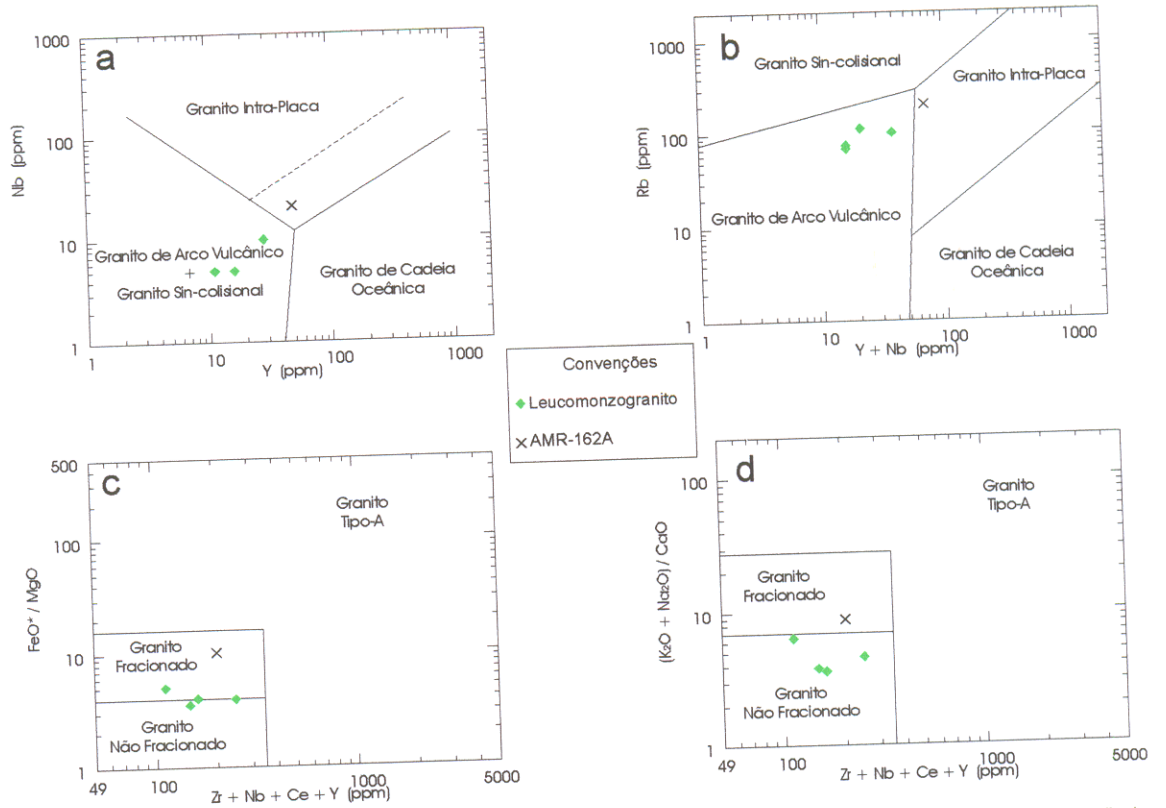 a
1000
100
10
1
Nb (ppm)
Granito Intra-Placa
Granito de Arco Vulcânico
Granito Sin-colisional
Granito de Cadeia
Oceânica
1
10
100
1000
Y (ppm)
b
1000
100
10
1
Rb (ppm)
Granito Sin-colisional
Granito Intra-Placa
Granito de Arco Vulcânico
Granito de Cadeia
Oceânica
1
10
100
1000
Y + Nb (ppm)
Convenções
Leucomonzogranito
AMR-162A
c
500
100
10
1
FeO* / MgO
Granito
Tipo-A
Granito
Fracionado
Granito
Não Fracionado
49
100
1000
5000
Zr + Nb + Ce + Y (ppm)
d
100
10
1
(K₂O + Na₂O) / CaO
Granito
Tipo-A
Granito
Fracionado
Granito
Não Fracionado
49
100
1000
5000
Zr + Nb + Ce + Y (ppm)